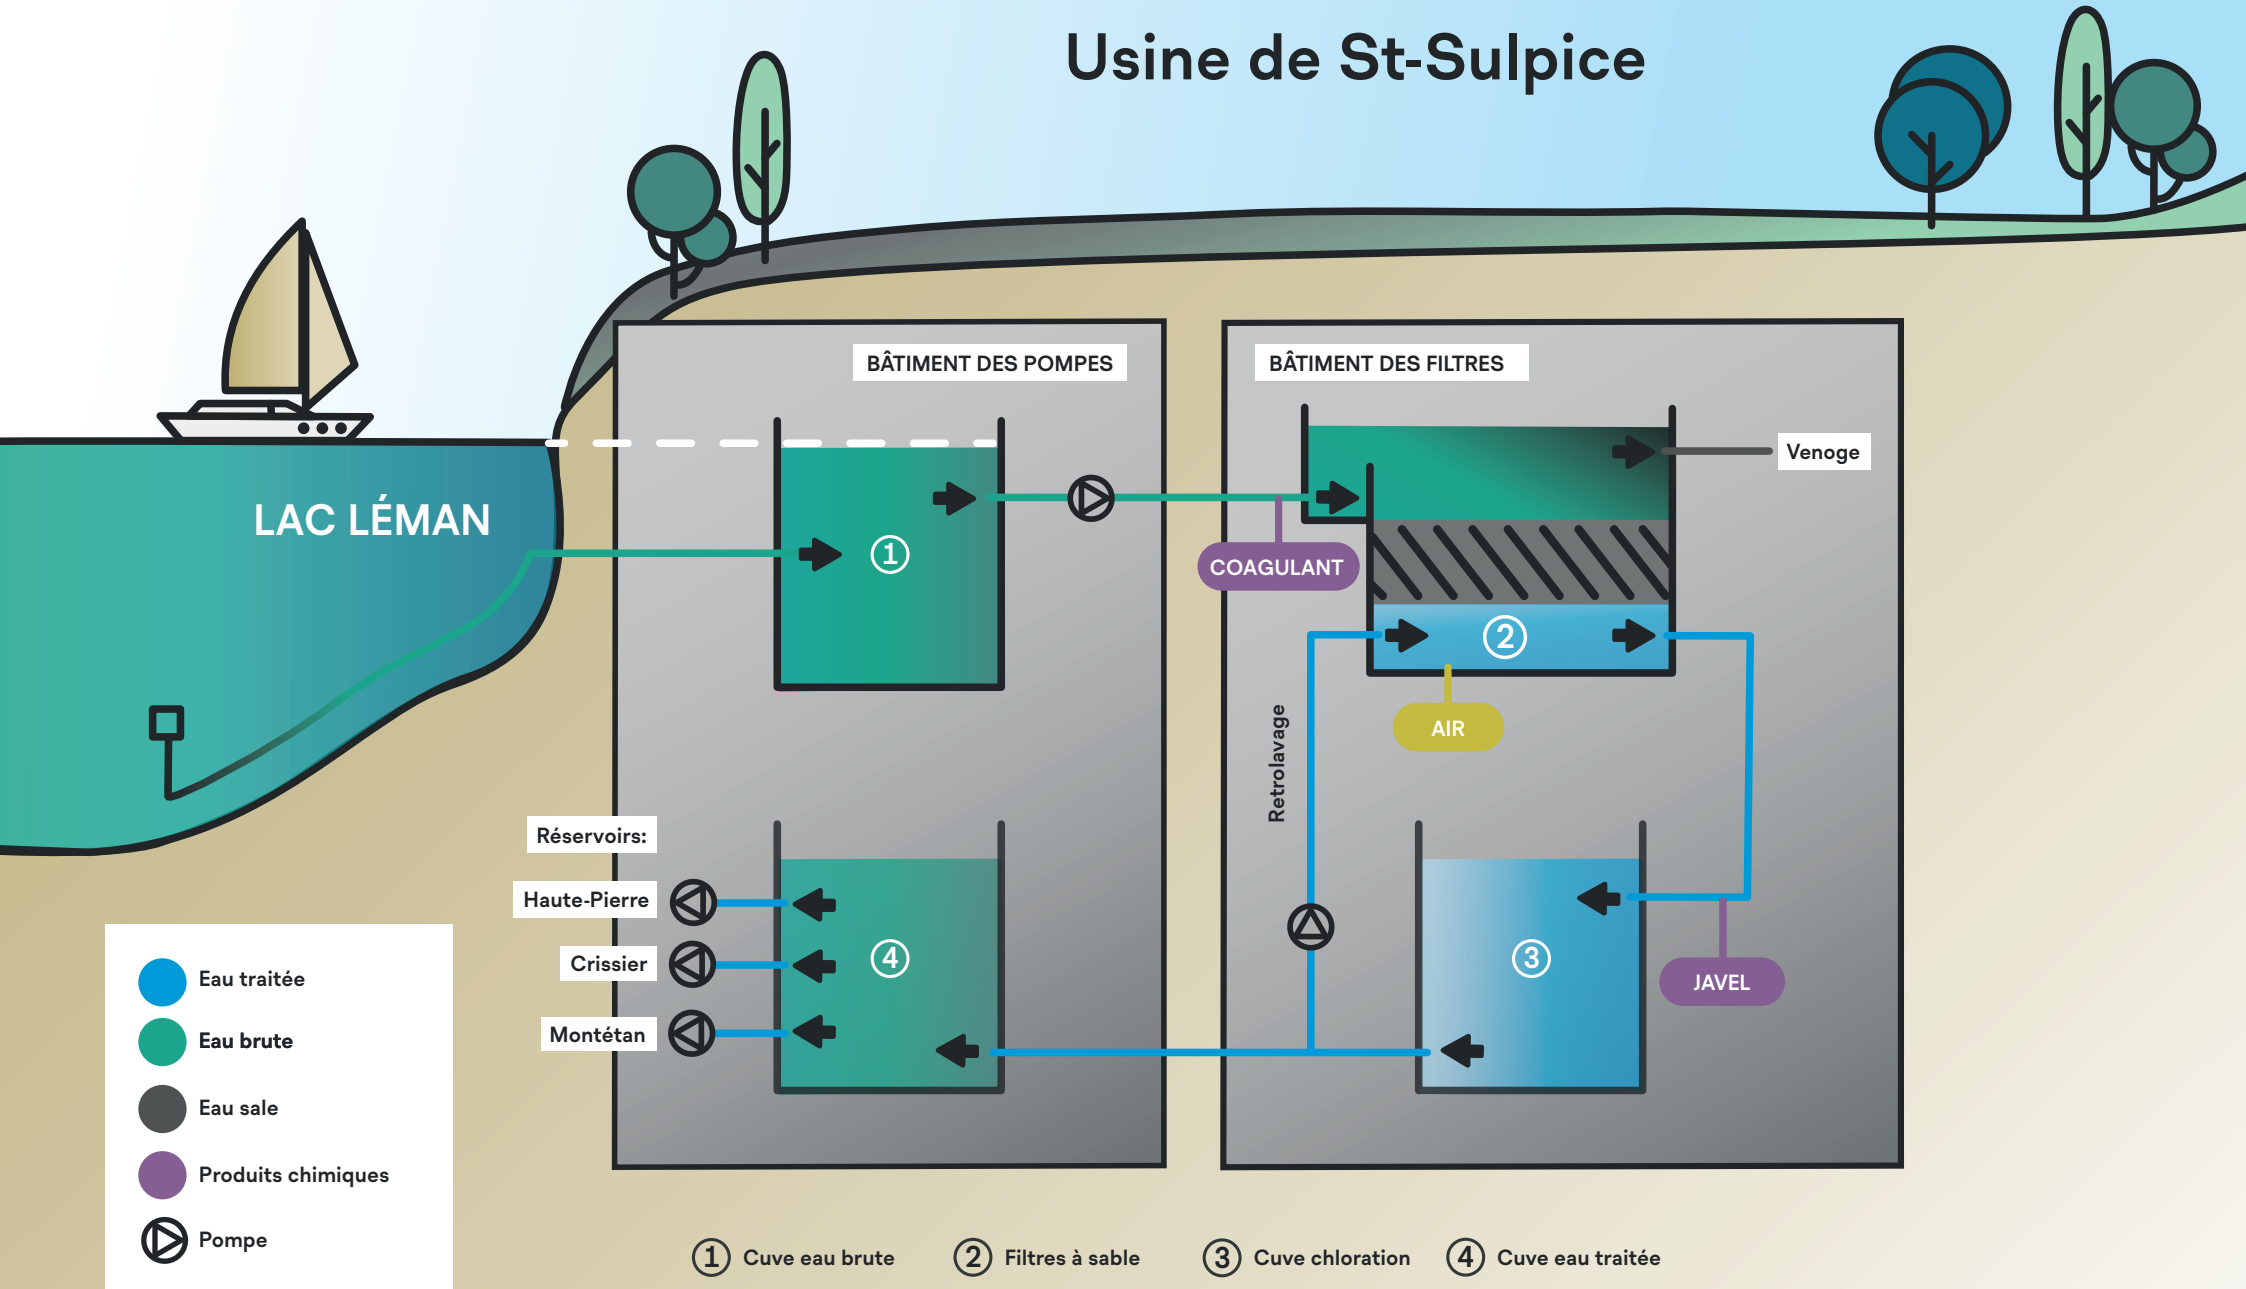 Usine de St-Sulpice
BÂTIMENT DES POMPES
BÂTIMENT DES FILTRES
Venoge
LAC LÉMAN
1
COAGULANT
2
AIR
Retrolavage
Réservoirs:
Haute-Pierre
Crissier
Montétan
4
3
JAVEL
Eau traitée
Eau brute
Eau sale
Produits chimiques
Pompe
1 Cuve eau brute
2 Filtres à sable
3 Cuve chloration
4 Cuve eau traitée